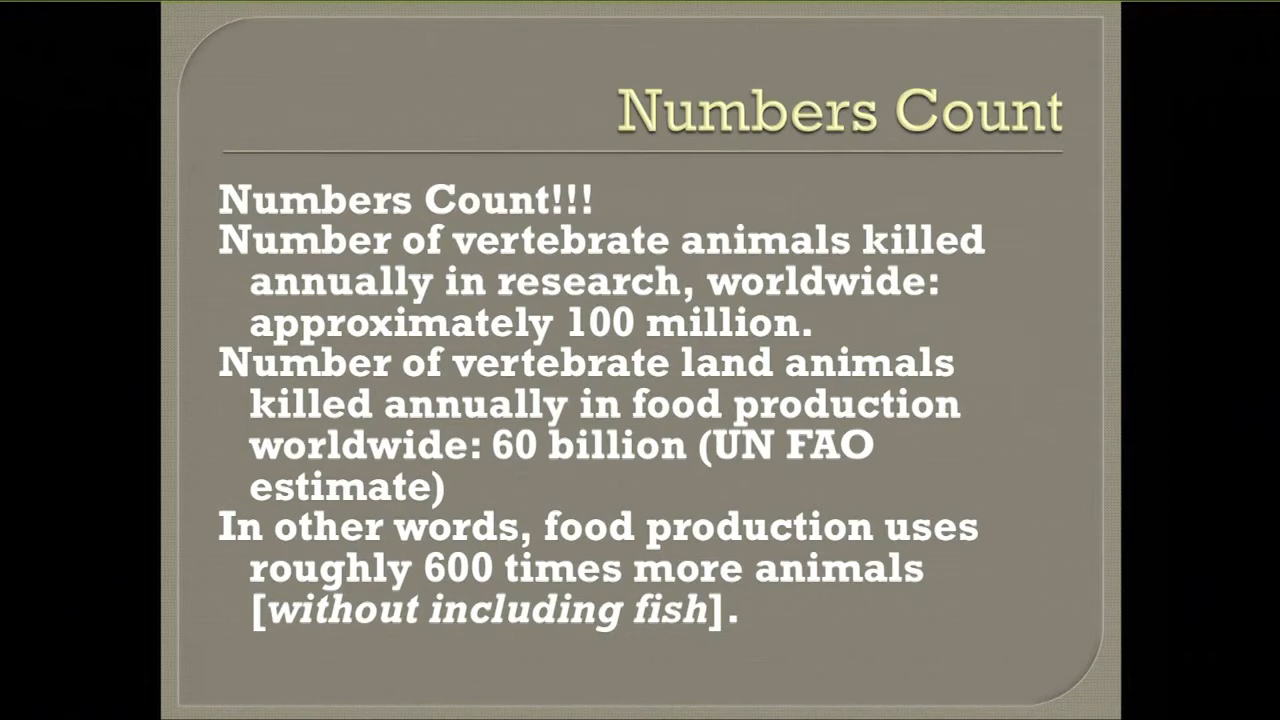 Numbers Count
Numbers Count!!!
Number of vertebrate animals killed
annually in research, worldwide:
approximately 100 million.
Number of vertebrate land animals
killed annually in food production
worldwide: 60 billion (UN FAO
estimate)
In other words, food production uses
roughly 600 times more animals
[without including fish].